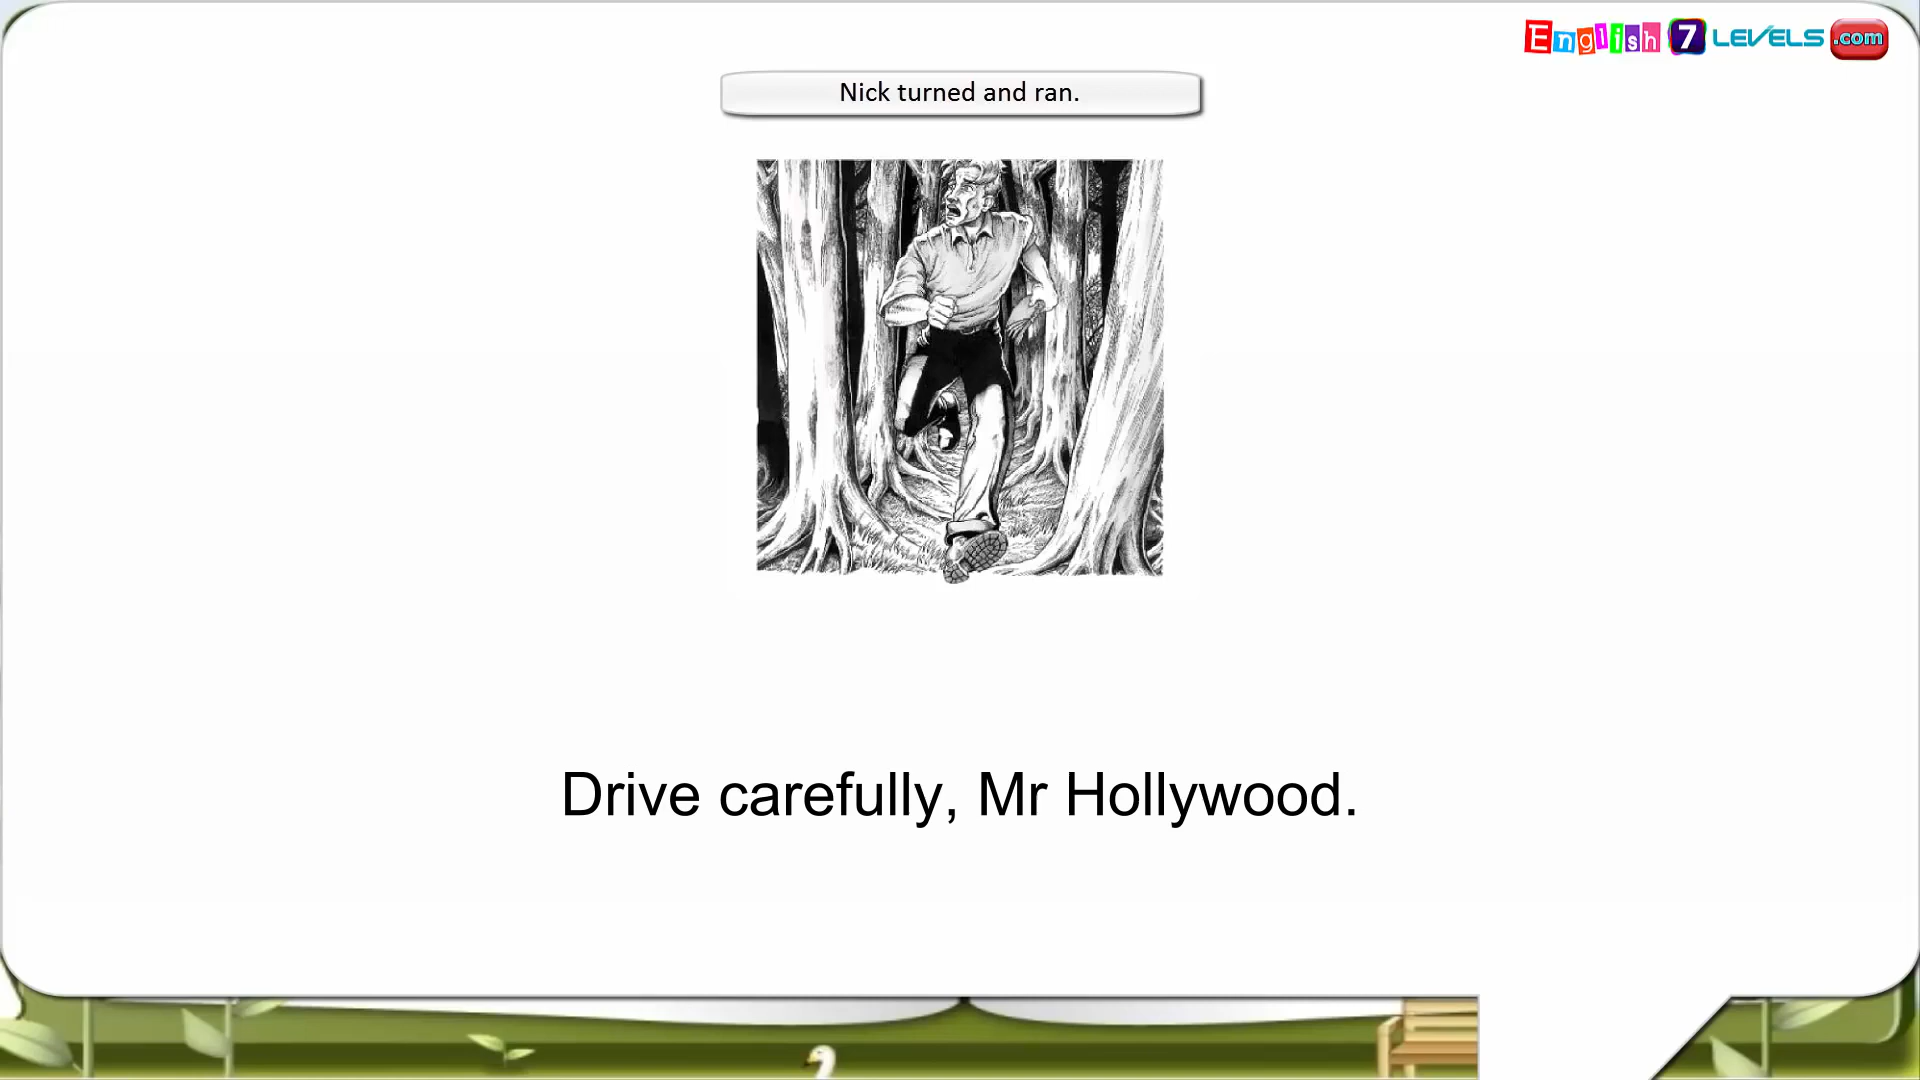 English 7 LEVELS .com
Nick turned and ran.
Drive carefully, Mr Hollywood.